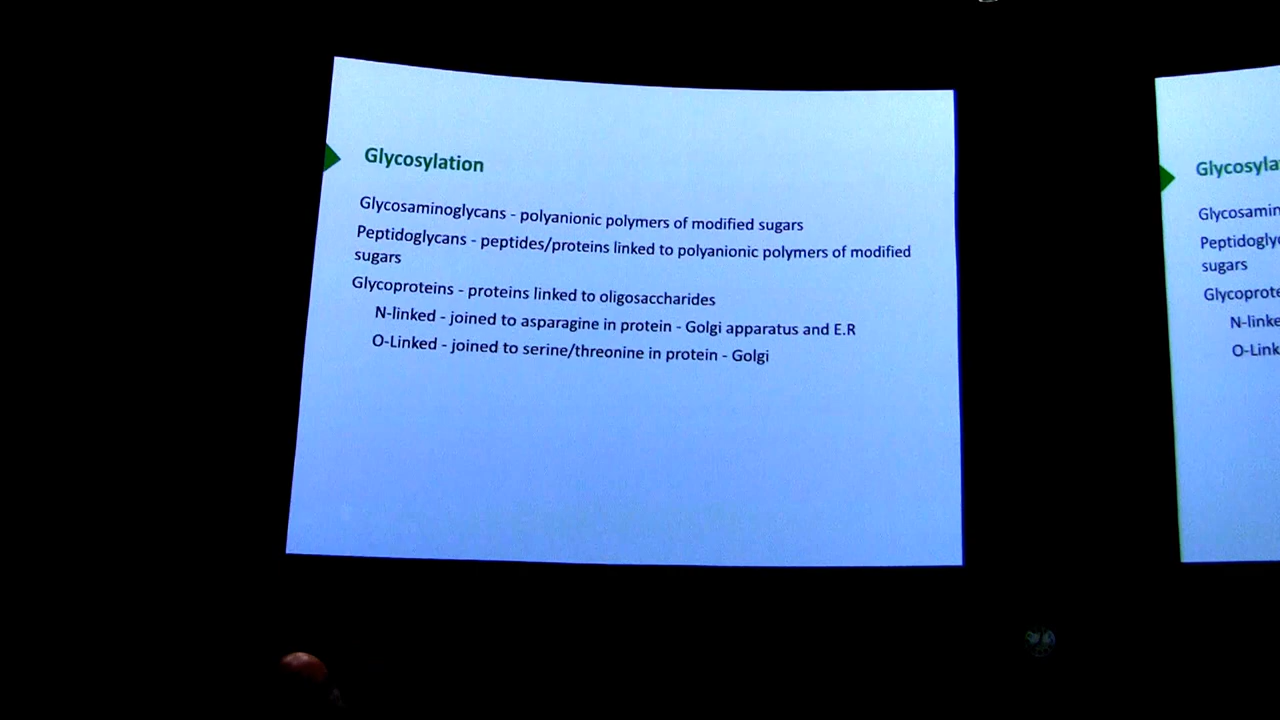 Glycosylation
Glycosaminoglycans - polyanionic polymers of modified sugars
Peptidoglycans - peptides/proteins linked to polyanionic polymers of modified
sugars
Glycoproteins - proteins linked to oligosaccharides
N-linked - joined to asparagine in protein - Golgi apparatus and E.R
O-Linked - joined to serine/threonine in protein - Golgi
Glycosyla
Glycosamin
Peptidogly
sugars
Glycoprote
N-linke
O-Link